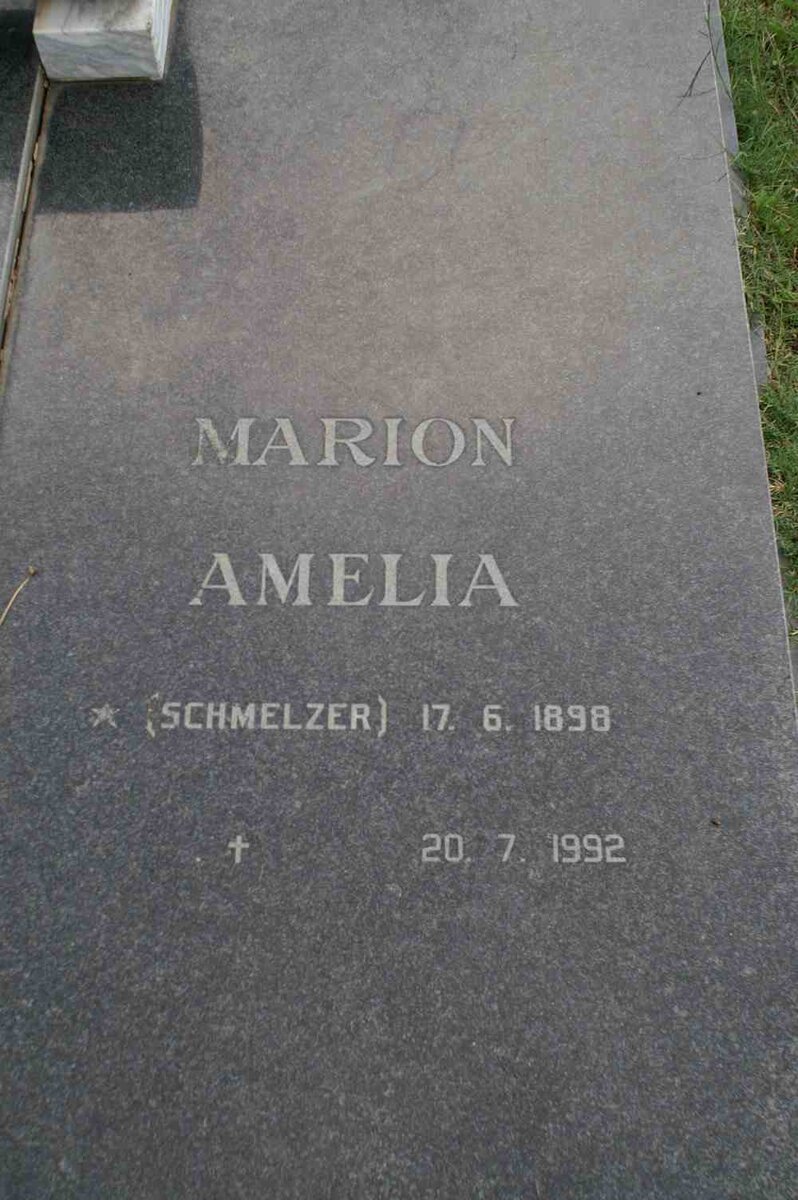 MARION
AMELIA
* (SCHMELZER) 17. 6. 1898
† 20. 7. 1992